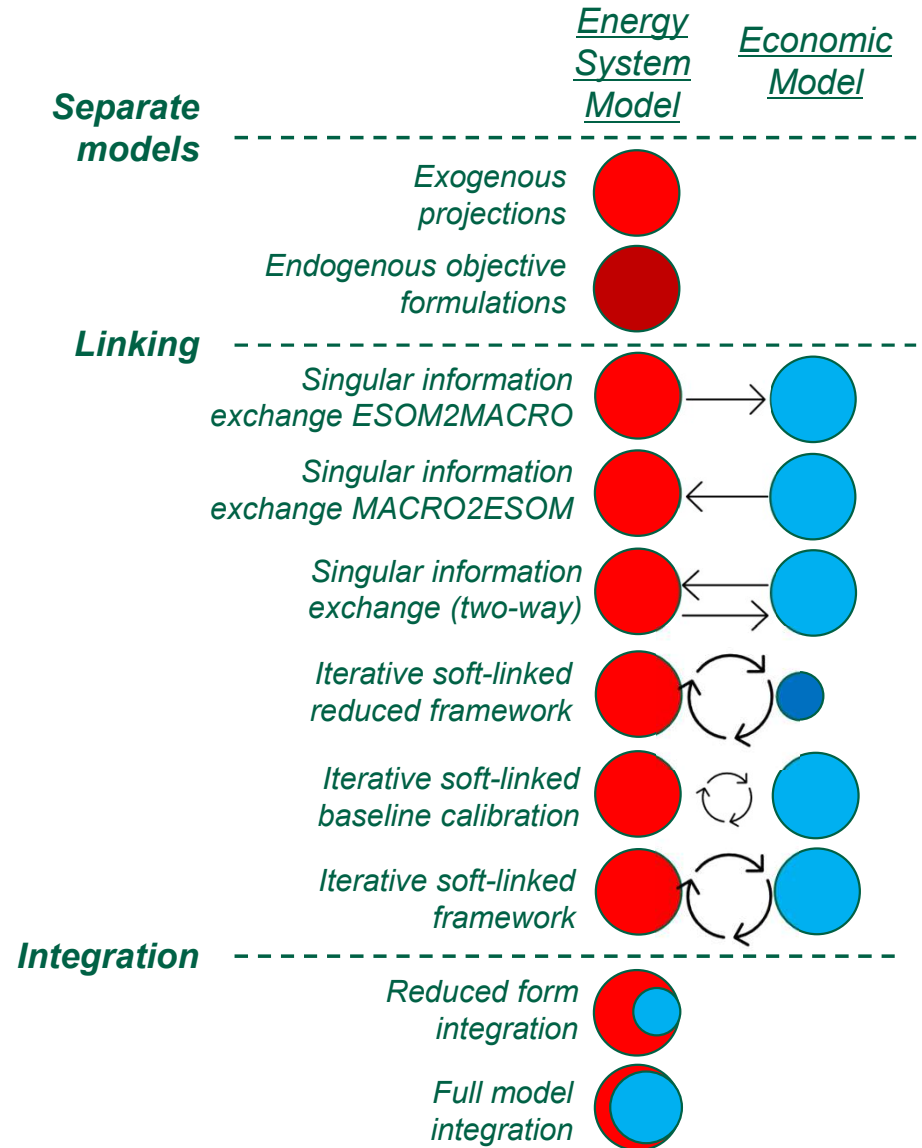 Energy
System
Model
Economic
Model
Separate
models
Exogenous
projections
Endogenous objective
formulations
Linking
Singular information
exchange ESOM2MACRO
Singular information
exchange MACRO2ESOM
Singular information
exchange (two-way)
Iterative soft-linked
reduced framework
Iterative soft-linked
baseline calibration
Iterative soft-linked
framework
Integration
Reduced form
integration
Full model
integration